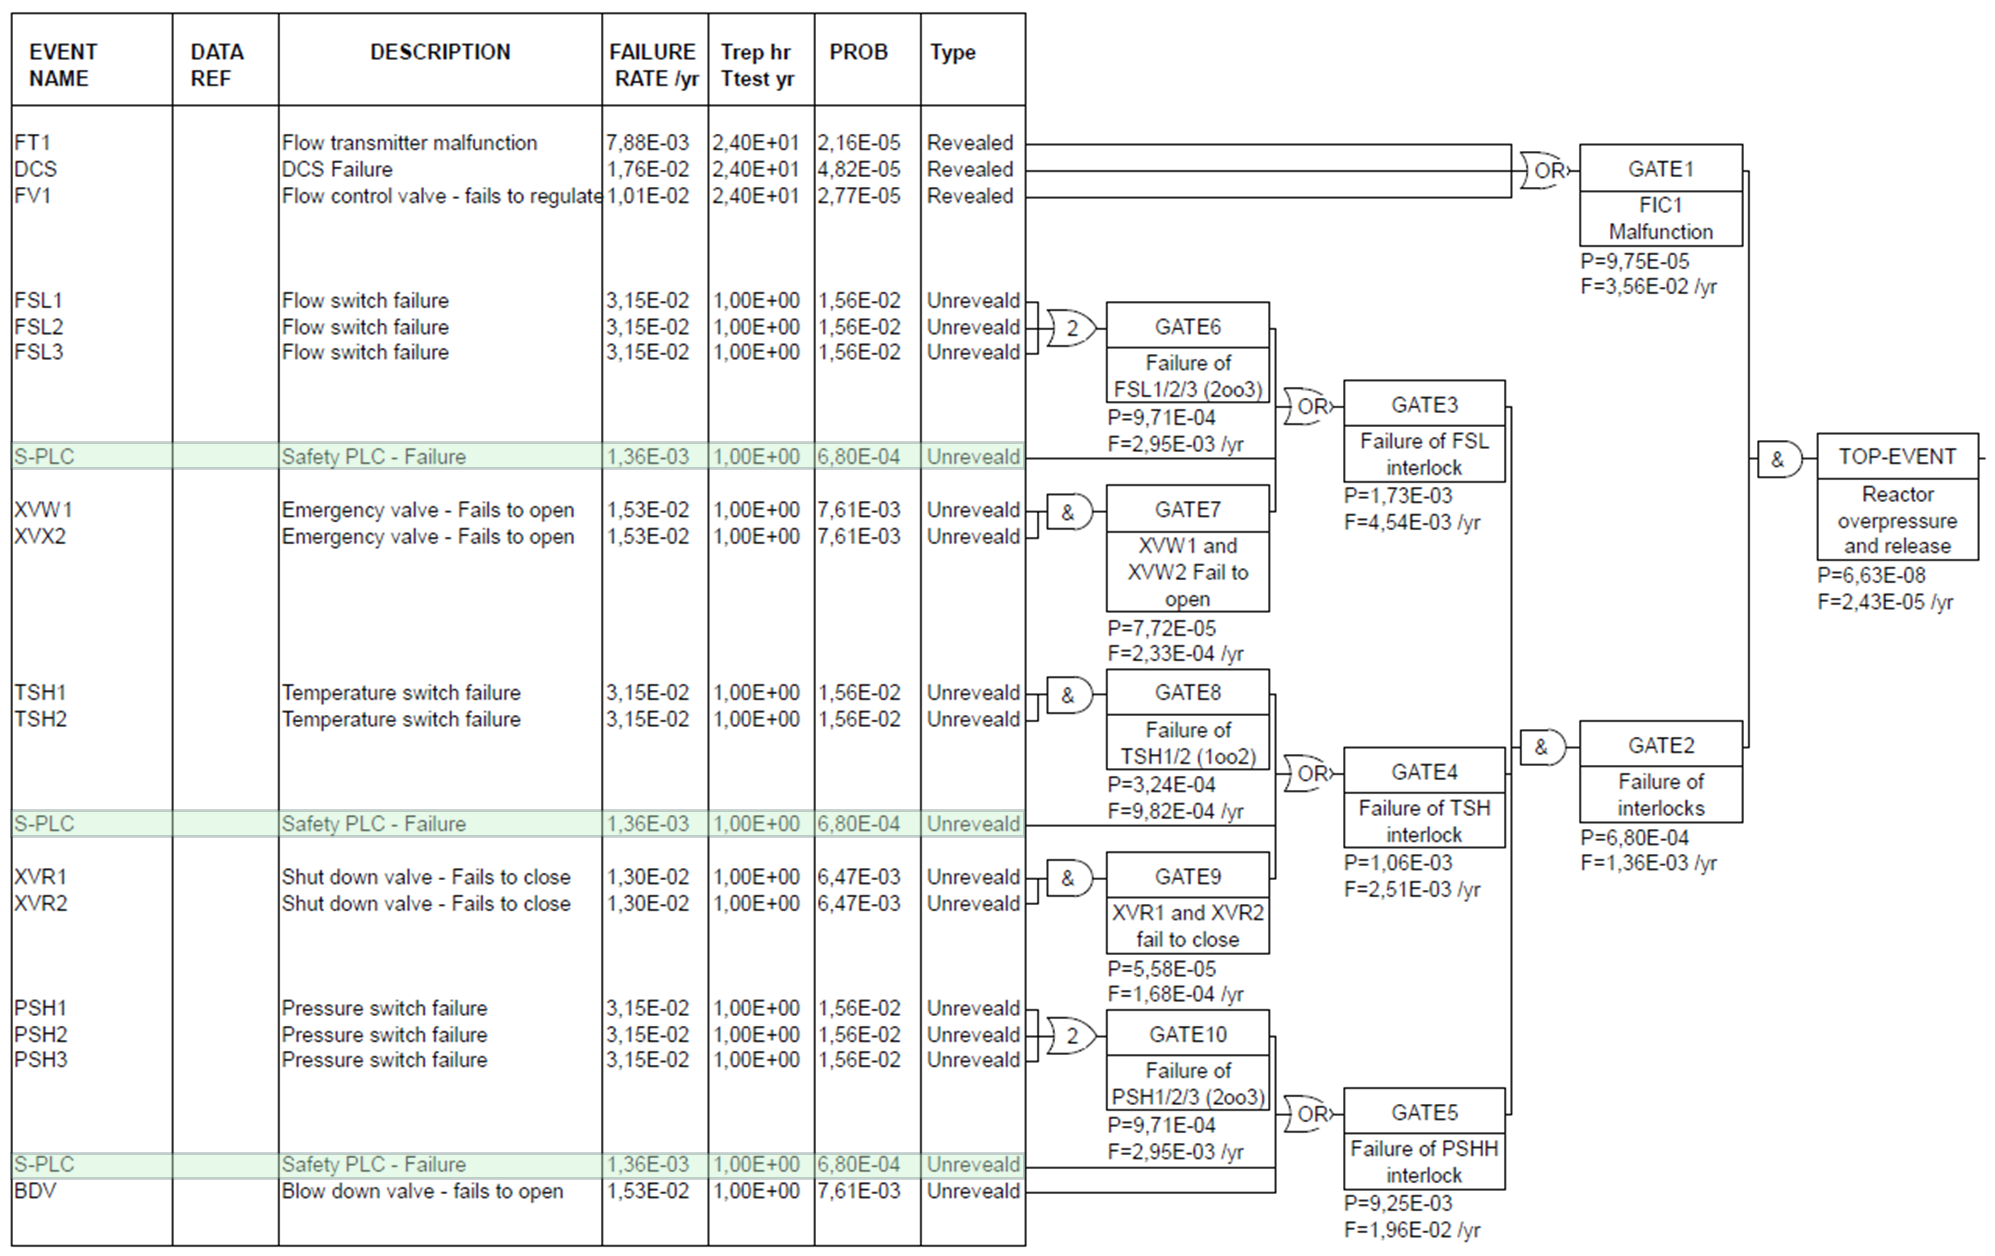 EVENT NAME DATA REF DESCRIPTION FAILURE RATE /yr Trep hr Ttest yr PROB Type
FT1 Flow transmitter malfunction 7,88E-03 2,40E+01 2,16E-05 Revealed
DCS DCS Failure 1,76E-02 2,40E+01 4,82E-05 Revealed
FV1 Flow control valve - fails to regulate 1,01E-02 2,40E+01 2,77E-05 Revealed
OR
GATE1
FIC1
Malfunction
P=9,75E-05
F=3,56E-02 /yr
FSL1 Flow switch failure 3,15E-02 1,00E+00 1,56E-02 Unreveald
FSL2 Flow switch failure 3,15E-02 1,00E+00 1,56E-02 Unreveald
FSL3 Flow switch failure 3,15E-02 1,00E+00 1,56E-02 Unreveald
2
GATE6
Failure of
FSL1/2/3 (2oo3)
P=9,71E-04
F=2,95E-03 /yr
S-PLC Safety PLC - Failure 1,36E-03 1,00E+00 6,80E-04 Unreveald
XVW1 Emergency valve - Fails to open 1,53E-02 1,00E+00 7,61E-03 Unreveald
XVX2 Emergency valve - Fails to open 1,53E-02 1,00E+00 7,61E-03 Unreveald
&
GATE7
XVW1 and
XVW2 Fail to
open
P=7,72E-05
F=2,33E-04 /yr
OR
GATE3
Failure of FSL
interlock
P=1,73E-03
F=4,54E-03 /yr
&
TOP-EVENT
Reactor
overpressure
and release
P=6,63E-08
F=2,43E-05 /yr
TSH1 Temperature switch failure 3,15E-02 1,00E+00 1,56E-02 Unreveald
TSH2 Temperature switch failure 3,15E-02 1,00E+00 1,56E-02 Unreveald
&
GATE8
Failure of
TSH1/2 (1oo2)
P=3,24E-04
F=9,82E-04 /yr
S-PLC Safety PLC - Failure 1,36E-03 1,00E+00 6,80E-04 Unreveald
XVR1 Shut down valve - Fails to close 1,30E-02 1,00E+00 6,47E-03 Unreveald
XVR2 Shut down valve - Fails to close 1,30E-02 1,00E+00 6,47E-03 Unreveald
&
GATE9
XVR1 and XVR2
fail to close
P=5,58E-05
F=1,68E-04 /yr
OR
GATE4
Failure of TSH
interlock
P=1,06E-03
F=2,51E-03 /yr
&
GATE2
Failure of
interlocks
P=6,80E-04
F=1,36E-03 /yr
PSH1 Pressure switch failure 3,15E-02 1,00E+00 1,56E-02 Unreveald
PSH2 Pressure switch failure 3,15E-02 1,00E+00 1,56E-02 Unreveald
PSH3 Pressure switch failure 3,15E-02 1,00E+00 1,56E-02 Unreveald
2
GATE10
Failure of
PSH1/2/3 (2oo3)
P=9,71E-04
F=2,95E-03 /yr
S-PLC Safety PLC - Failure 1,36E-03 1,00E+00 6,80E-04 Unreveald
BDV Blow down valve - fails to open 1,53E-02 1,00E+00 7,61E-03 Unreveald
OR
GATE5
Failure of PSHH
interlock
P=9,25E-03
F=1,96E-02 /yr